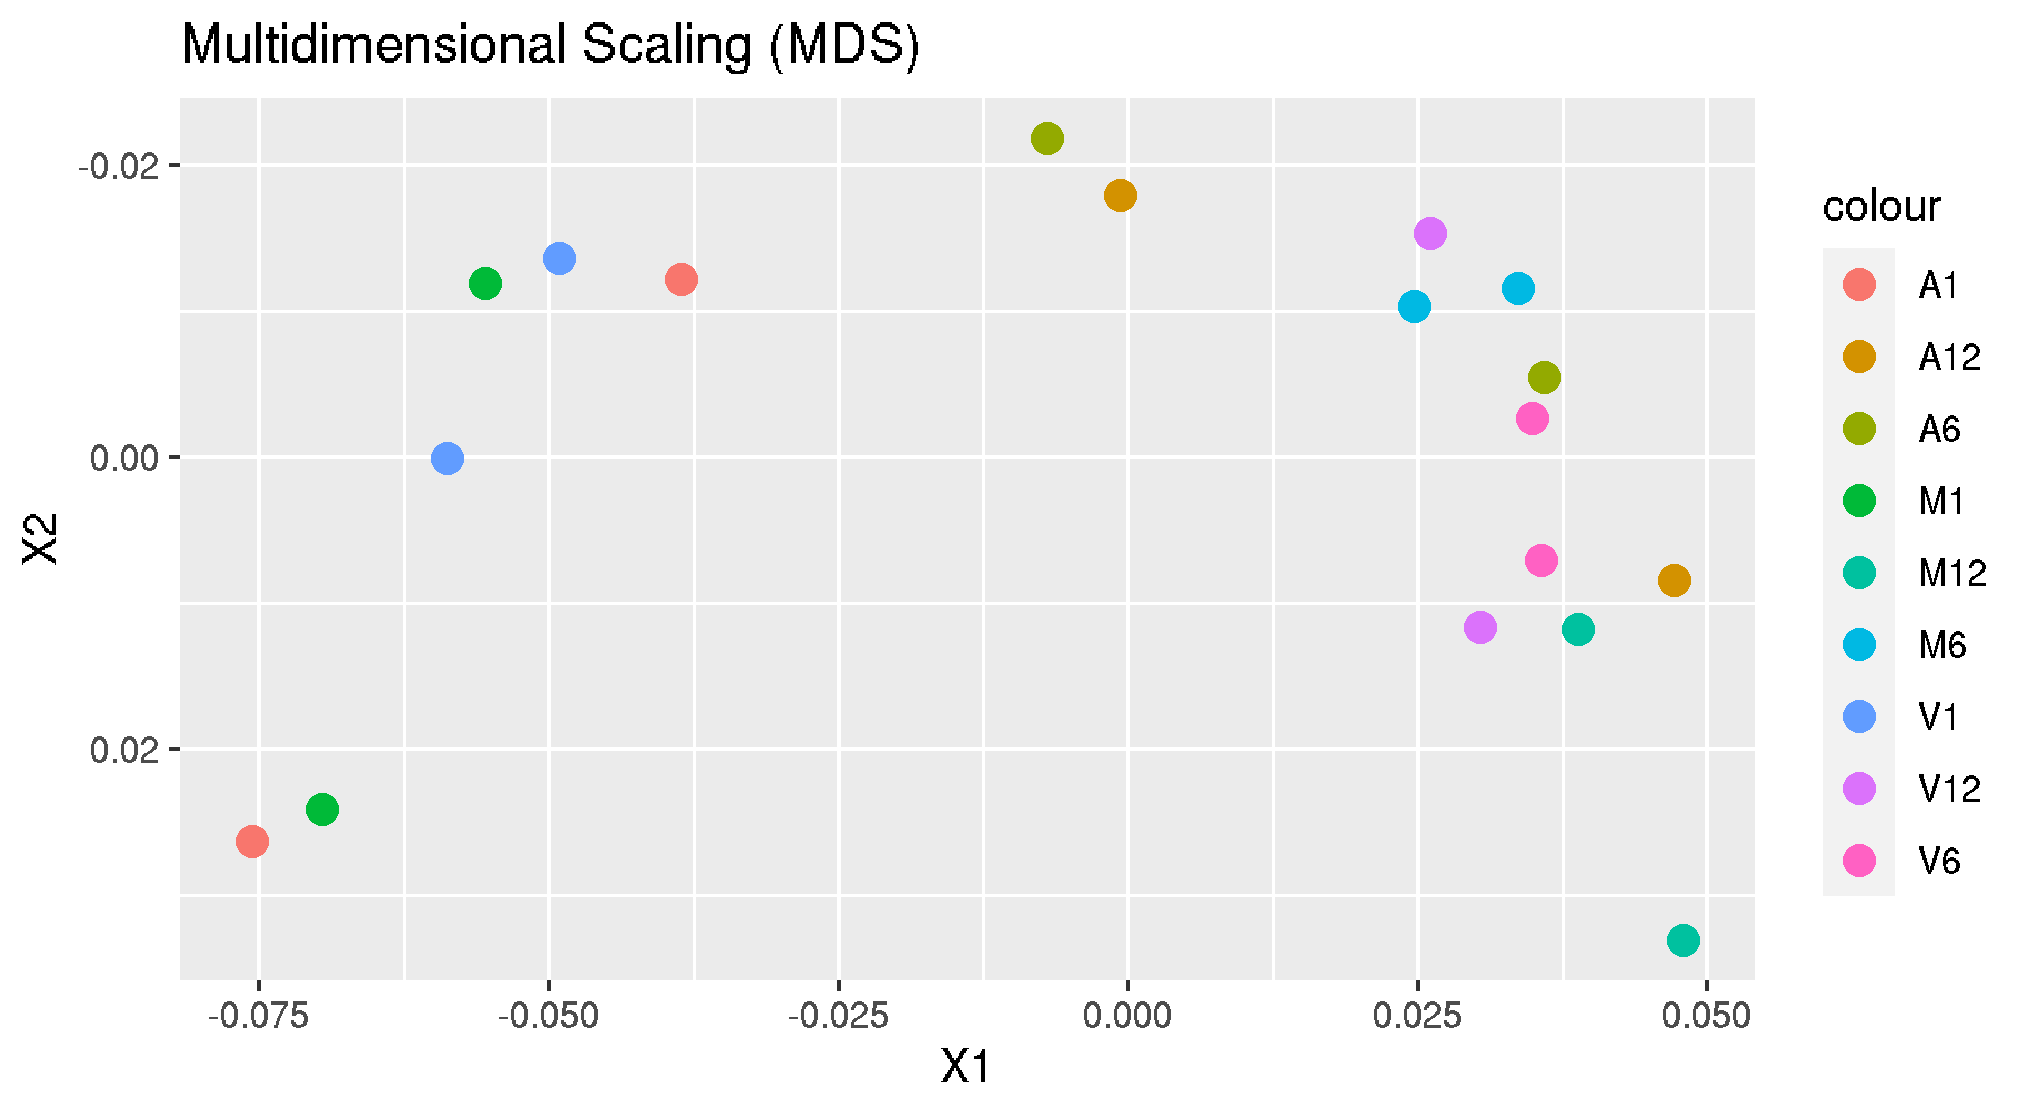 Multidimensional Scaling (MDS)
-0.02
0.00
0.02
X2
-0.075
-0.050
-0.025
0.000
0.025
0.050
X1
colour
A1
A12
A6
M1
M12
M6
V1
V12
V6